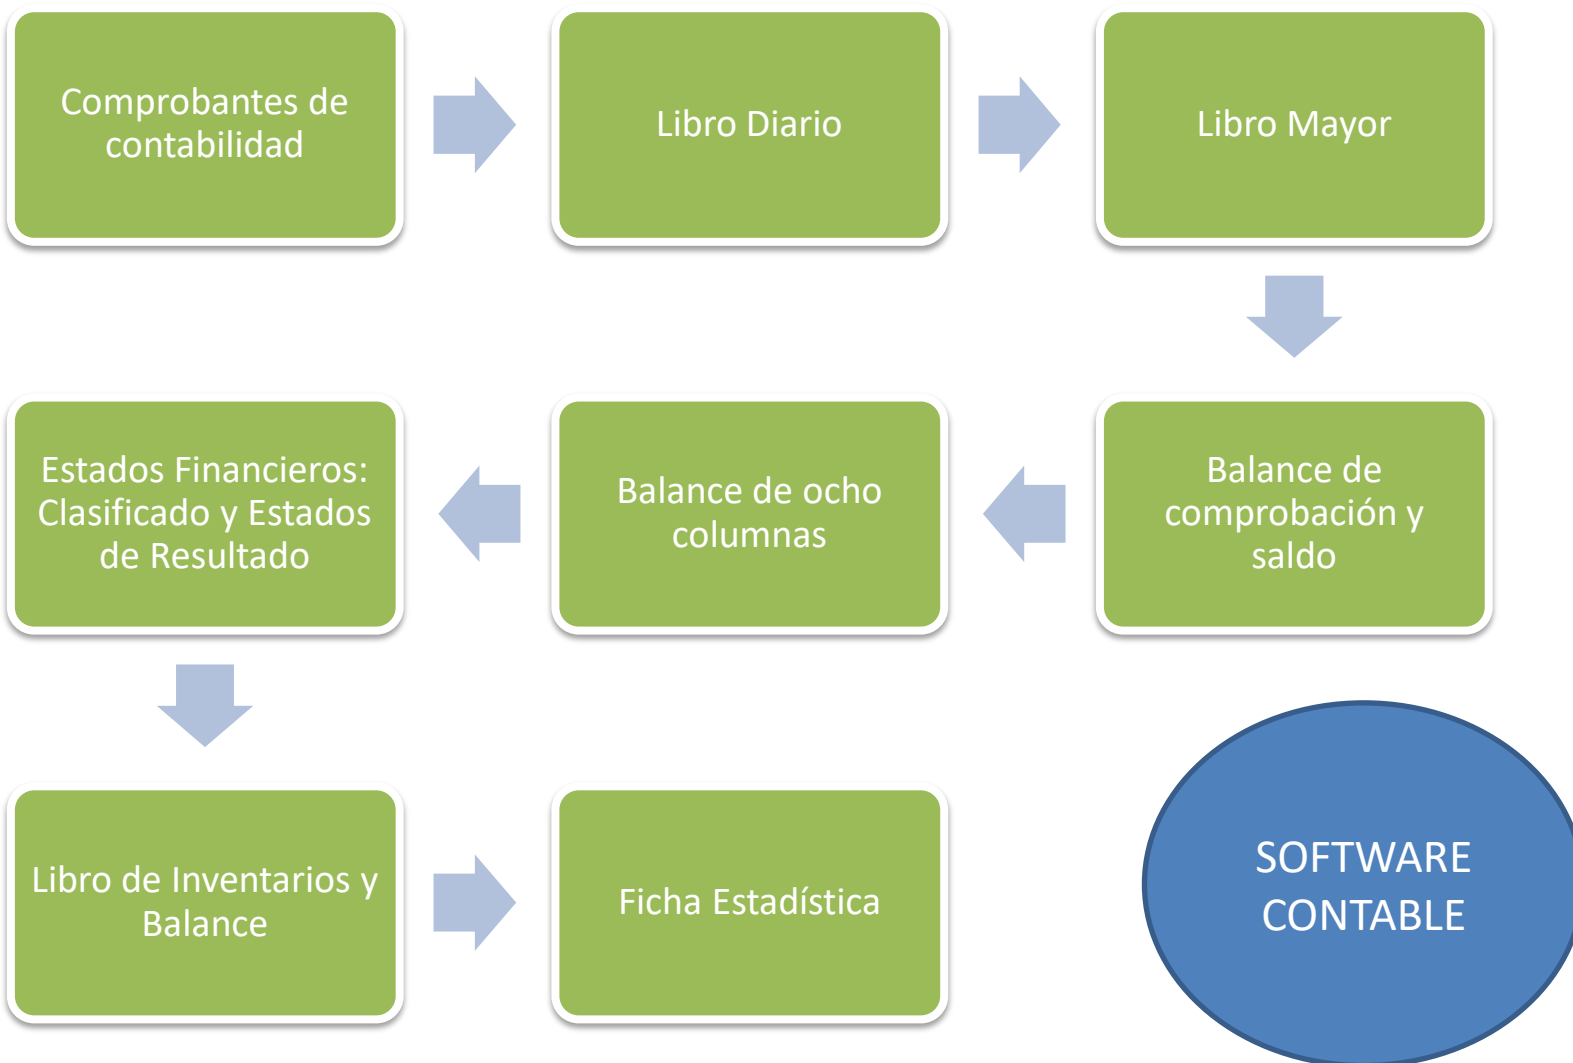 Comprobantes de
contabilidad
Libro Diario
Libro Mayor
Balance de
comprobación y
saldo
Balance de ocho
columnas
Estados Financieros:
Clasificado y Estados
de Resultado
Libro de Inventarios y
Balance
Ficha Estadística
SOFTWARE
CONTABLE